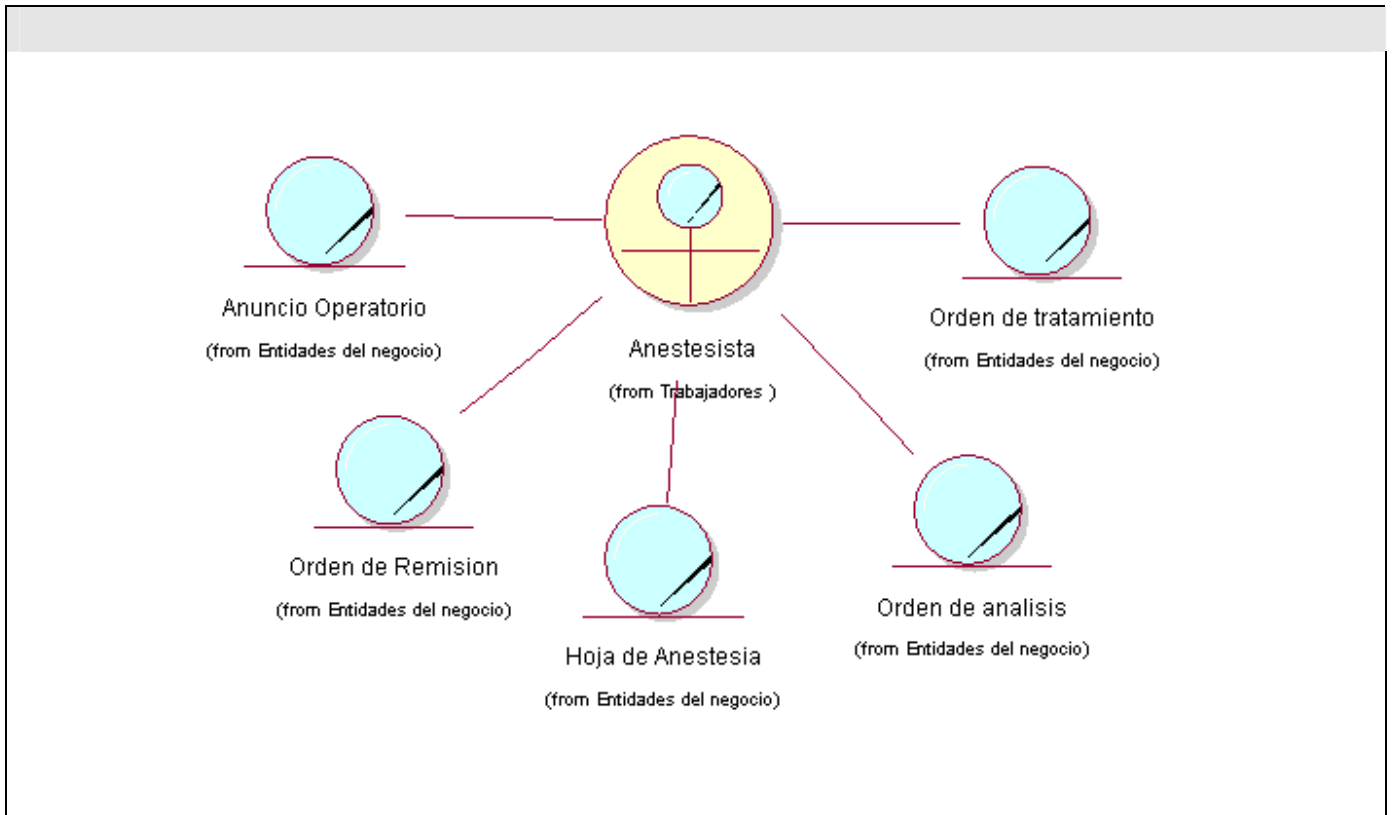 Anuncio Operatorio
(from Entidades del negocio)
Anestesista
(from Trabajadores )
Orden de tratamiento
(from Entidades del negocio)
Orden de Remision
(from Entidades del negocio)
Hoja de Anestesia
(from Entidades del negocio)
Orden de analisis
(from Entidades del negocio)